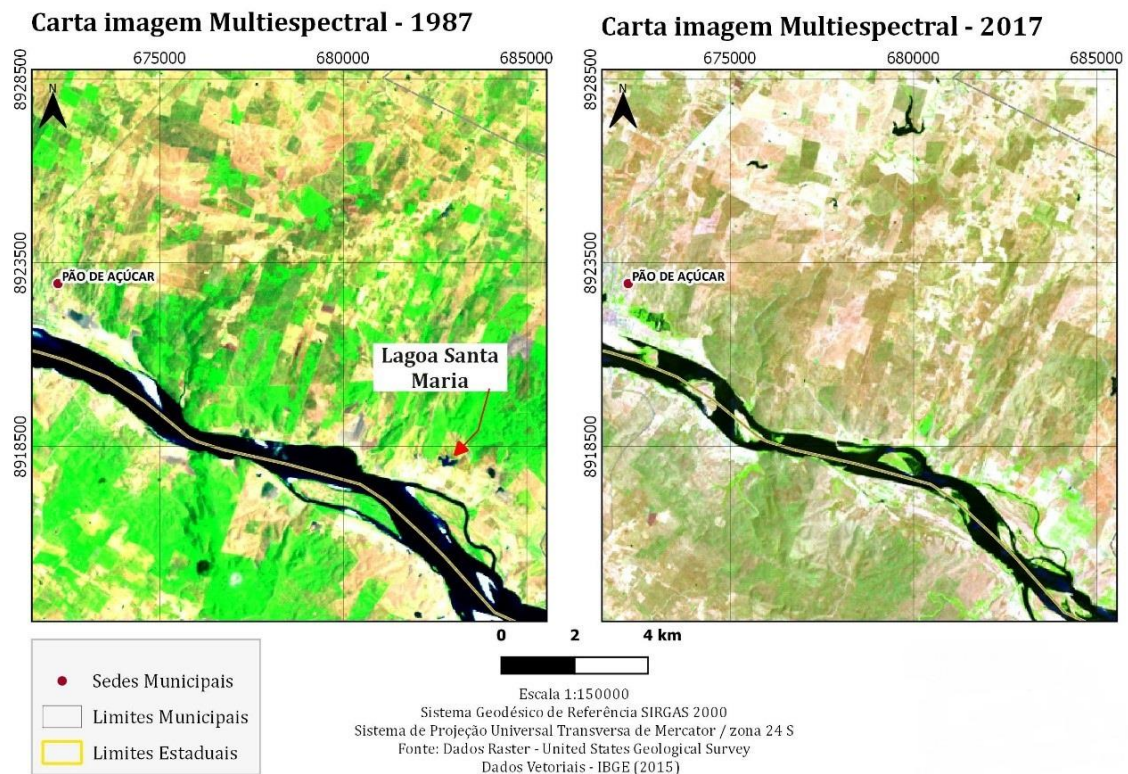 Carta imagem Multiespectral - 1987
675000 680000 685500
8928500
8923500
8918500
N
PÃO DE AÇÚCAR
Lagoa Santa
Maria
Carta imagem Multiespectral - 2017
675000 680000 685500
8928500
8923500
8918500
N
PÃO DE AÇÚCAR
0 2 4 km
Sedes Municipais
Limites Municipais
Limites Estaduais
Escala 1:150000
Sistema Geodésico de Referência SIRGAS 2000
Sistema de Projeção Universal Transversa de Mercator / zona 24 S
Fonte: Dados Raster - United States Geological Survey
Dados Vetoriais - IBGE (2015)